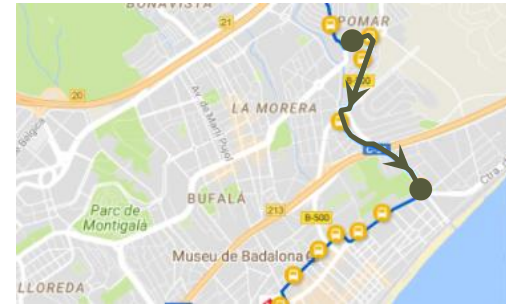 BONAVISTA
21
POMAR
20
B-500
LA MORERA
Av. de Martí Pujol
Parc de
Montigalà
BUFALÀ
213
B-500
Ctra. d
Museu de Badalona
LLOREDA